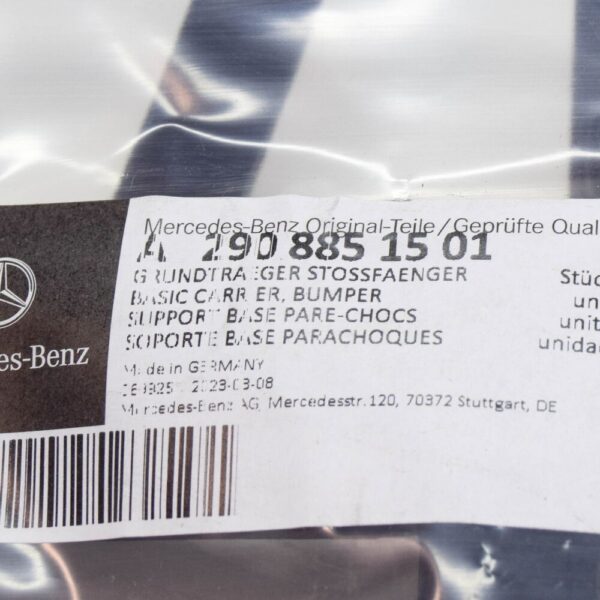 Mercedes-Benz Original-Teile/Geprüfte Qual
A 290 885 15 01
GRUNDTRAEGER STOSSFAENGER
BASIC CARRIER, BUMPER
SUPPORT BASE PARE-CHOCS
SOPORTE BASE PARACHOQUES
Stüc
un
unit
unida
Made in GERMANY
2023-03-08
Mercedes-Benz AG, Mercedesstr.120, 70372 Stuttgart, DE
es-Benz